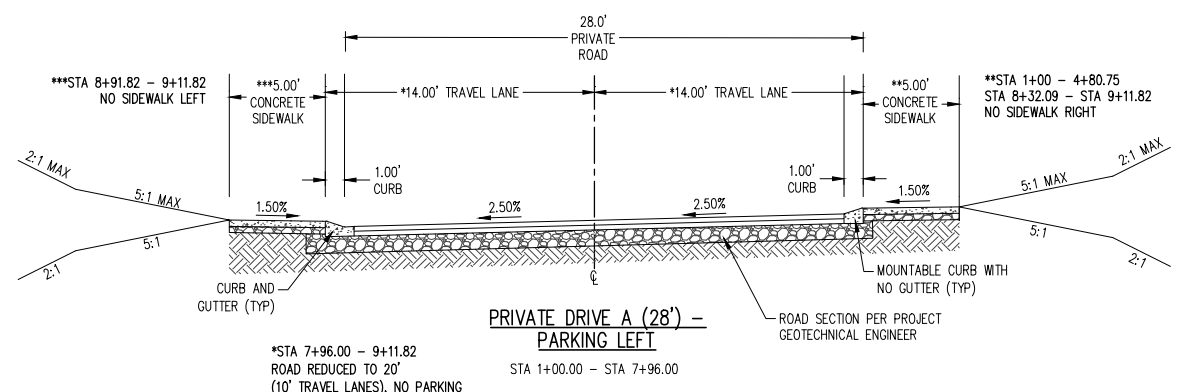 28.0'
PRIVATE
ROAD
***STA 8+91.82 - 9+11.82
NO SIDEWALK LEFT
***5.00'
CONCRETE
SIDEWALK
*14.00' TRAVEL LANE
*14.00' TRAVEL LANE
**5.00'
CONCRETE
SIDEWALK
**STA 1+00 - 4+80.75
STA 8+32.09 - STA 9+11.82
NO SIDEWALK RIGHT
2:1 MAX
5:1 MAX
1.00'
CURB
1.00'
CURB
5:1 MAX
2:1 MAX
1.50%
2.50%
2.50%
1.50%
5:1
2:1
5:1
2:1
CURB AND
GUTTER (TYP)
℄
MOUNTABLE CURB WITH
NO GUTTER (TYP)
ROAD SECTION PER PROJECT
GEOTECHNICAL ENGINEER
PRIVATE DRIVE A (28') -
PARKING LEFT
STA 1+00.00 - STA 7+96.00
*STA 7+96.00 - 9+11.82
ROAD REDUCED TO 20'
(10' TRAVEL LANES), NO PARKING